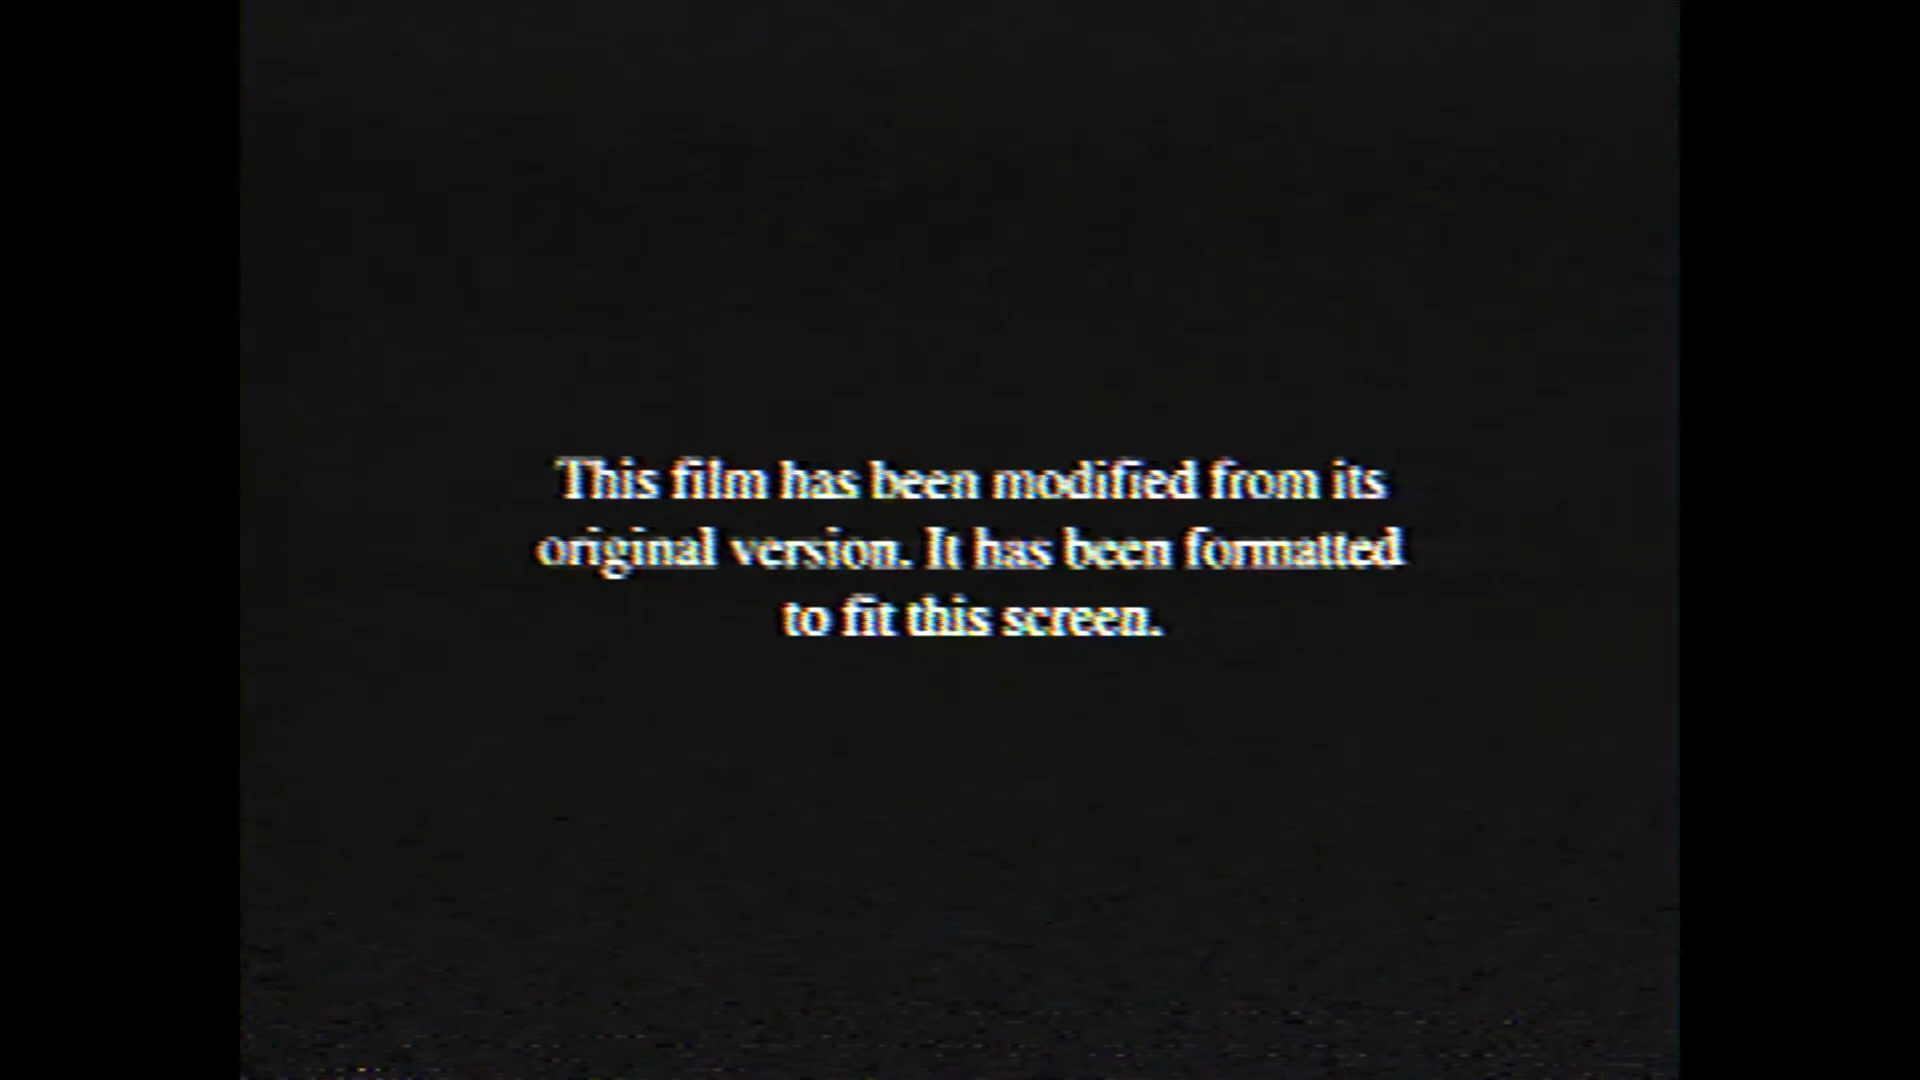 This film has been modified from its
original version. It has been formatted
to fit this screen.